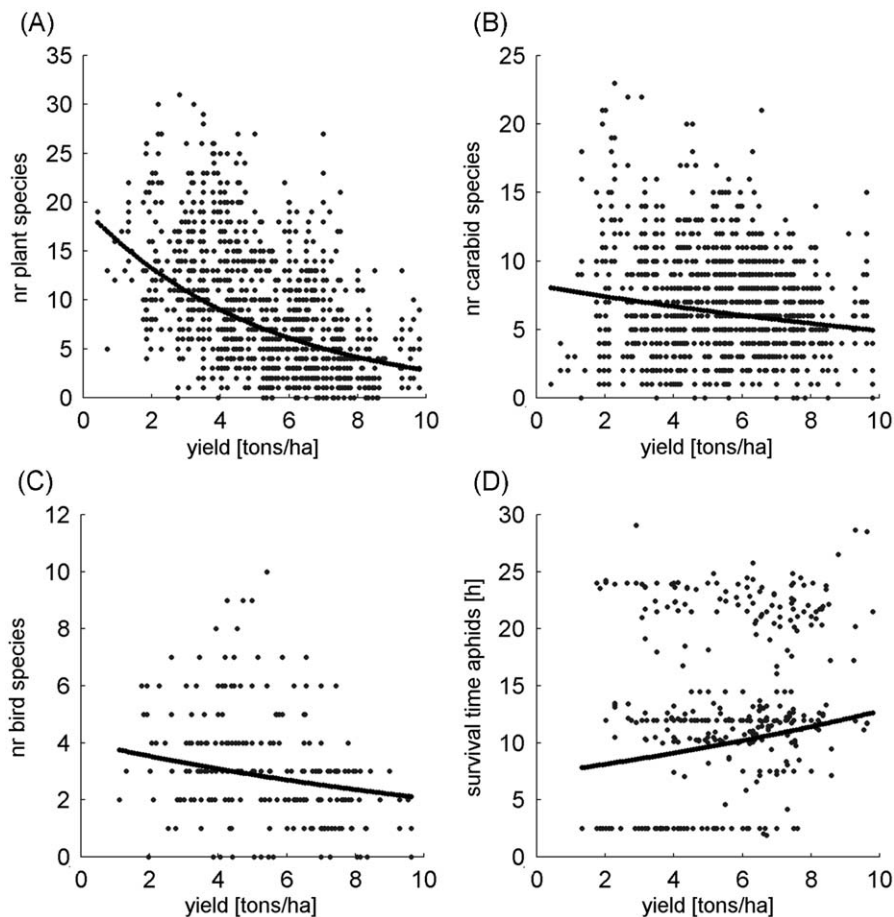 (A)
35
30
25
20
15
10
5
0
nr plant species
0 2 4 6 8 10
yield [tons/ha]
(B)
25
20
15
10
5
0
nr carabid species
0 2 4 6 8 10
yield [tons/ha]
(C)
12
10
8
6
4
2
0
nr bird species
0 2 4 6 8 10
yield [tons/ha]
(D)
30
25
20
15
10
5
0
survival time aphids [h]
0 2 4 6 8 10
yield [tons/ha]